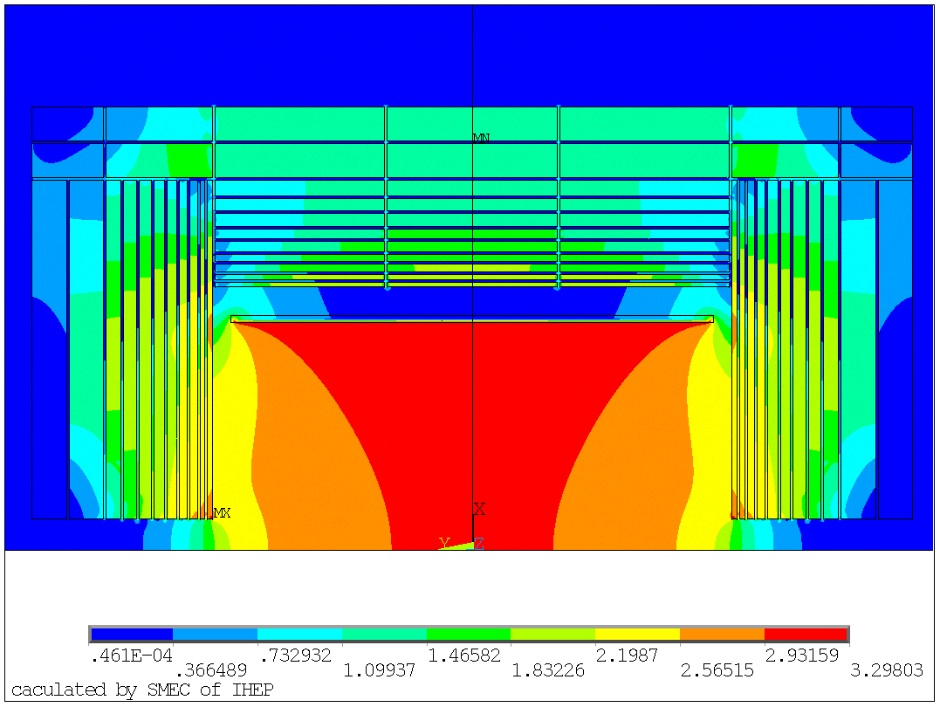 MN
MX
X
Y Z
.461E-04 .732932 1.46582 2.1987 2.93159
.366489 1.09937 1.83226 2.56515 3.29803
caculated by SMEC of IHEP